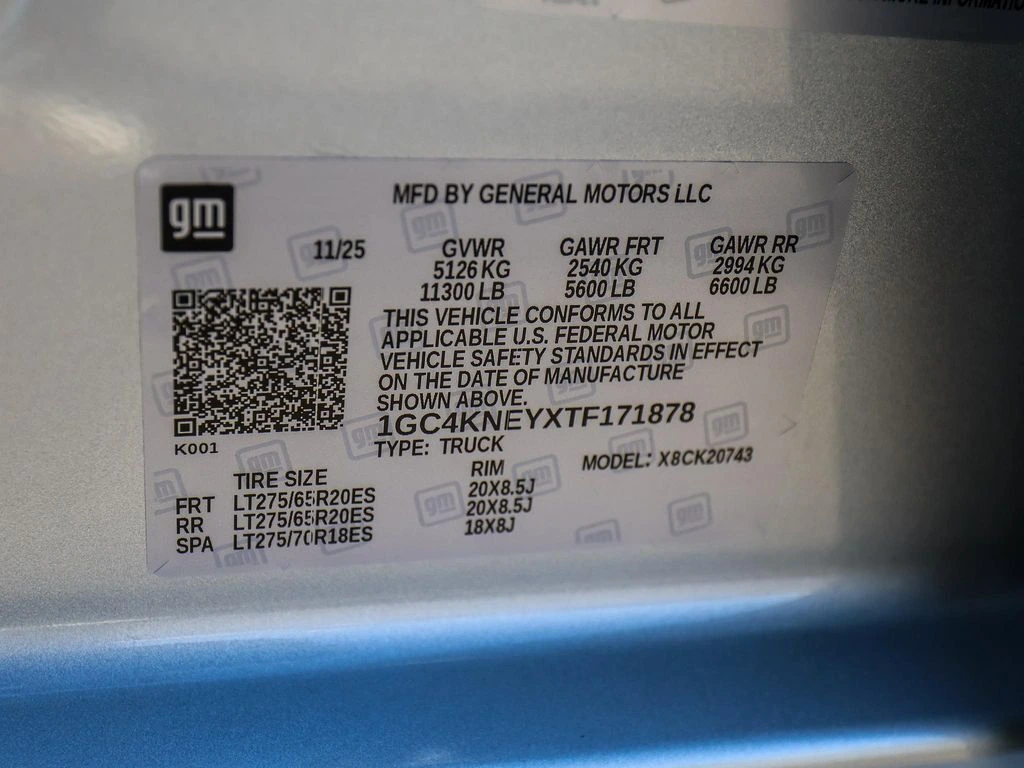 MORE INFORMATION
gm
MFD BY GENERAL MOTORS LLC
11/25 GVWR GAWR FRT GAWR RR
5126 KG 2540 KG 2994 KG
11300 LB 5600 LB 6600 LB
THIS VEHICLE CONFORMS TO ALL
APPLICABLE U.S. FEDERAL MOTOR
VEHICLE SAFETY STANDARDS IN EFFECT
ON THE DATE OF MANUFACTURE
SHOWN ABOVE.
1GC4KNEYXTF171878
K001
TYPE: TRUCK MODEL: X8CK20743
TIRE SIZE RIM
FRT LT275/65R20ES 20X8.5J
RR LT275/65R20ES 20X8.5J
SPA LT275/70R18ES 18X8J